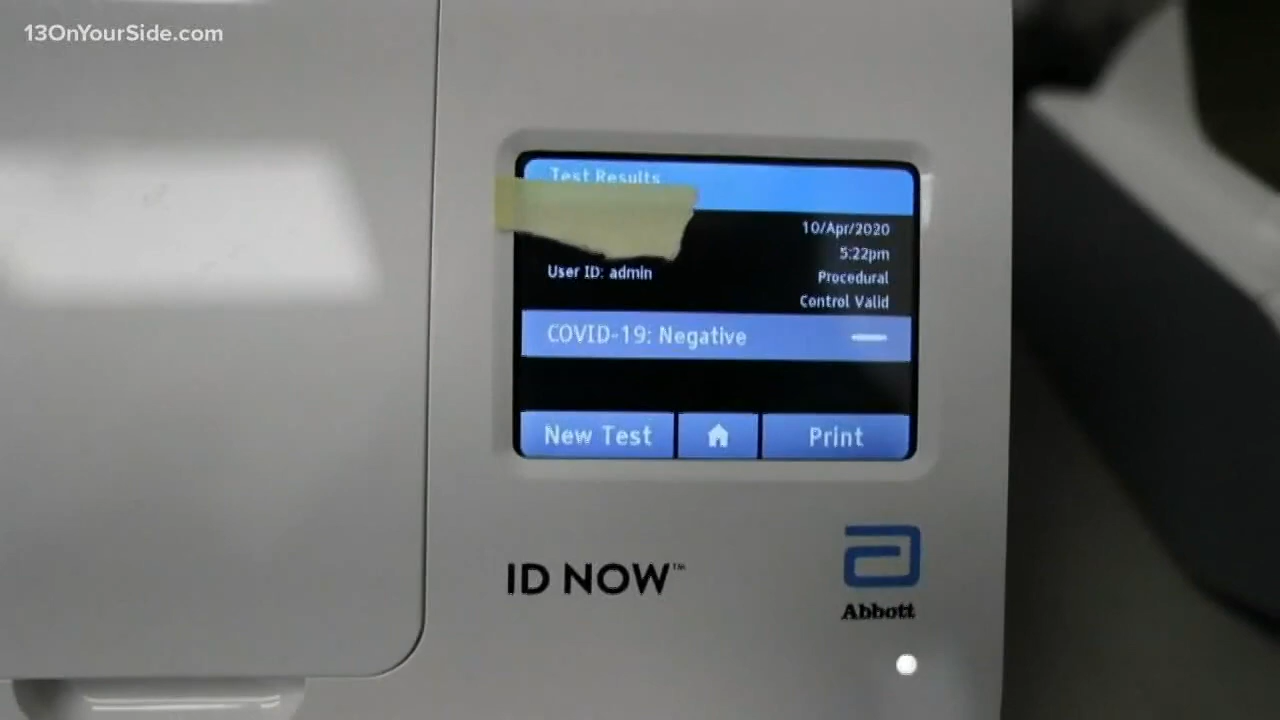 13OnYourSide.com
Test Results
10/Apr/2020
5:22pm
User ID: admin
Procedural
Control Valid
COVID-19: Negative
New Test
Print
ID NOW™
Abbott